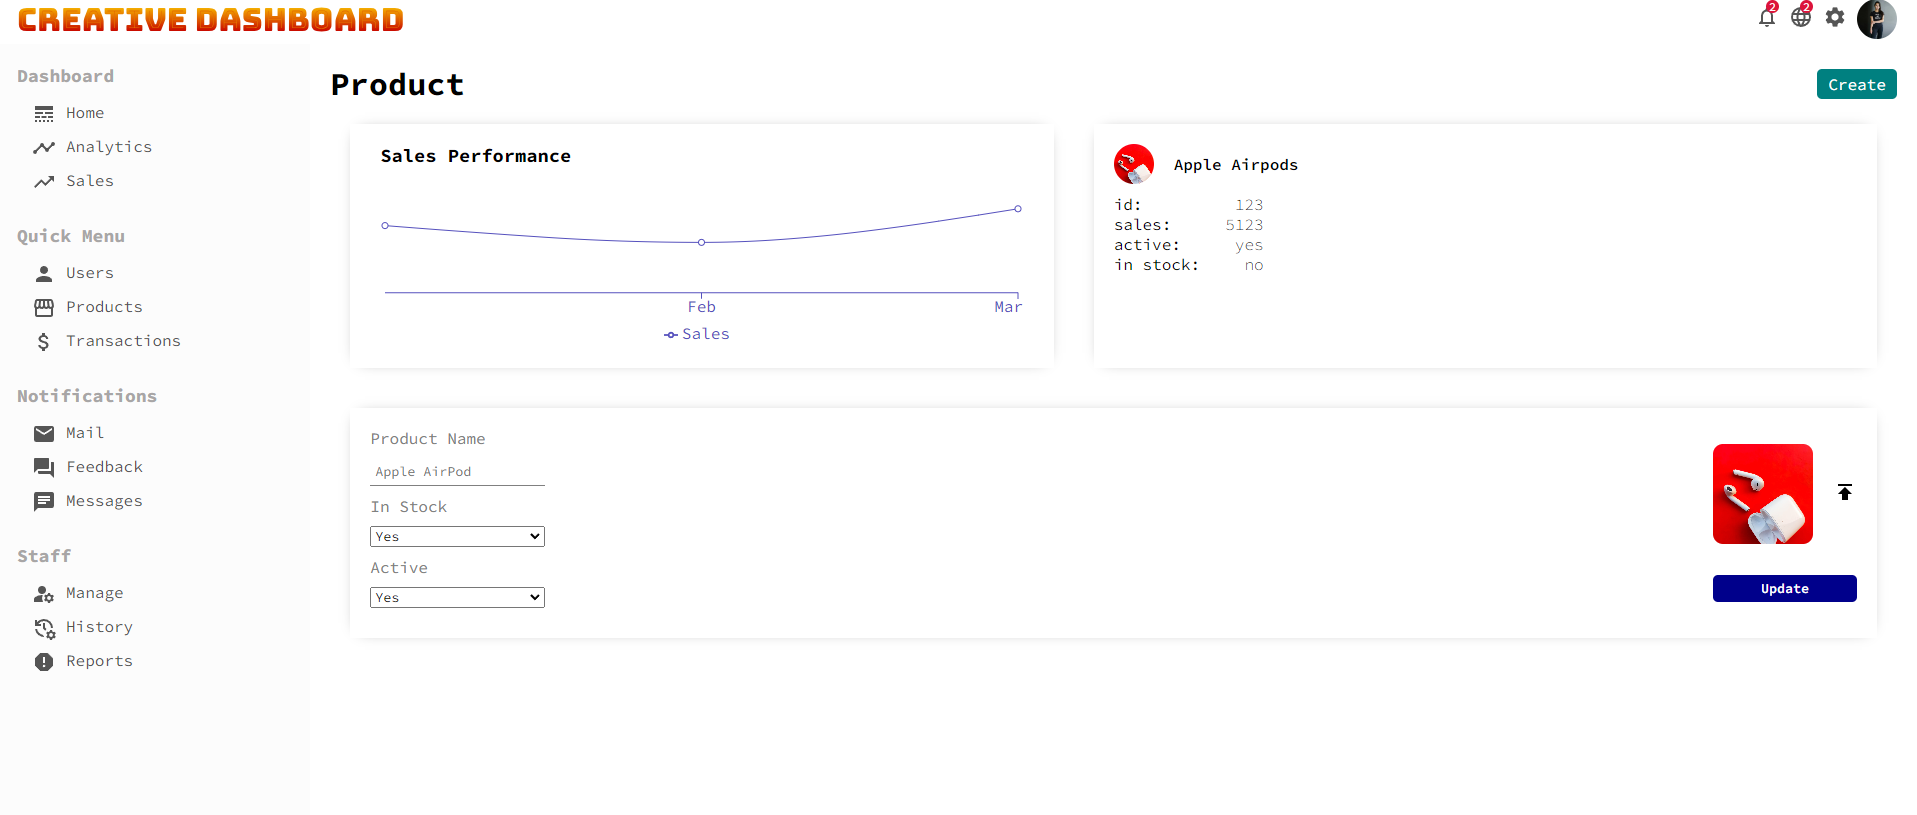 CREATIVE DASHBOARD
2
2
Dashboard
Home
Analytics
Sales
Quick Menu
Users
Products
Transactions
Notifications
Mail
Feedback
Messages
Staff
Manage
History
Reports
Product
Create
Sales Performance
Feb
Mar
Sales
Apple Airpods
id: 123
sales: 5123
active: yes
in stock: no
Product Name
Apple AirPod
In Stock
Yes
Active
Yes
Update